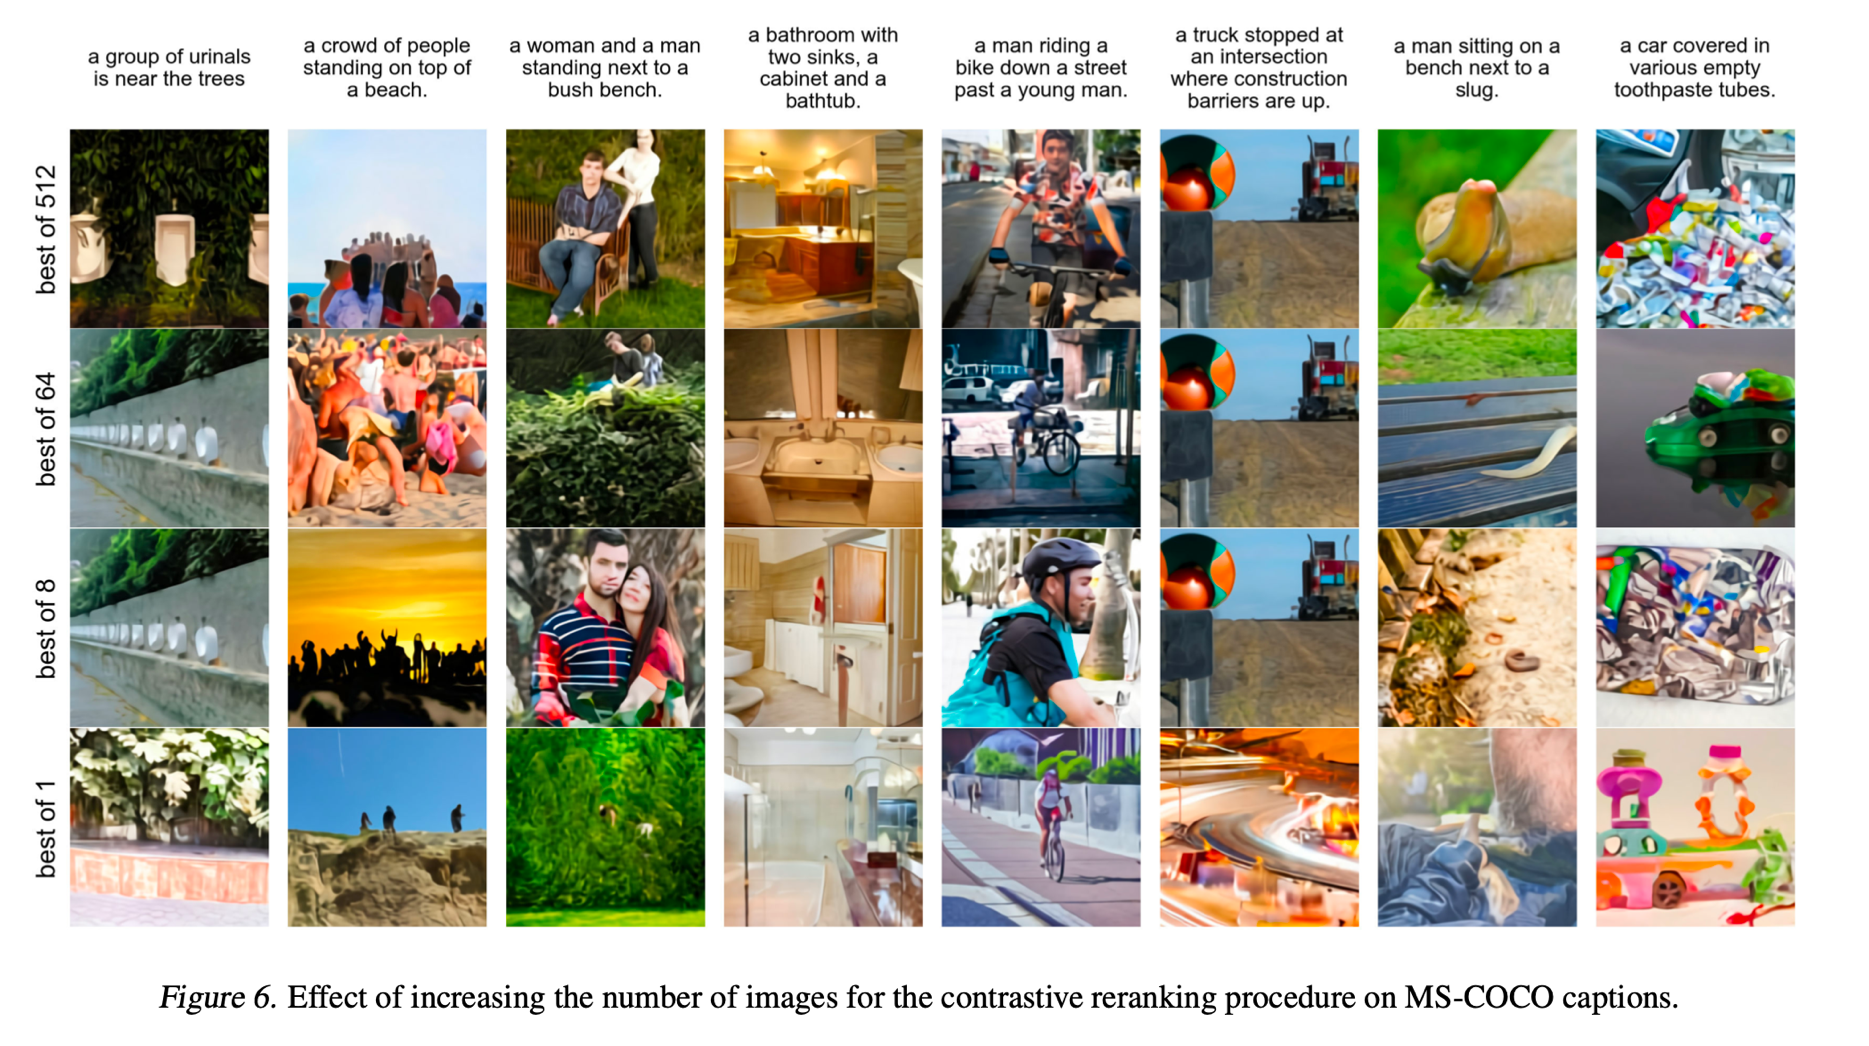 a group of urinals
is near the trees
a crowd of people
standing on top of
a beach.
a woman and a man
standing next to a
bush bench.
a bathroom with
two sinks, a
cabinet and a
bathtub.
a man riding a
bike down a street
past a young man.
a truck stopped at
an intersection
where construction
barriers are up.
a man sitting on a
bench next to a
slug.
a car covered in
various empty
toothpaste tubes.
best of 512
best of 64
best of 8
best of 1
Figure 6. Effect of increasing the number of images for the contrastive reranking procedure on MS-COCO captions.